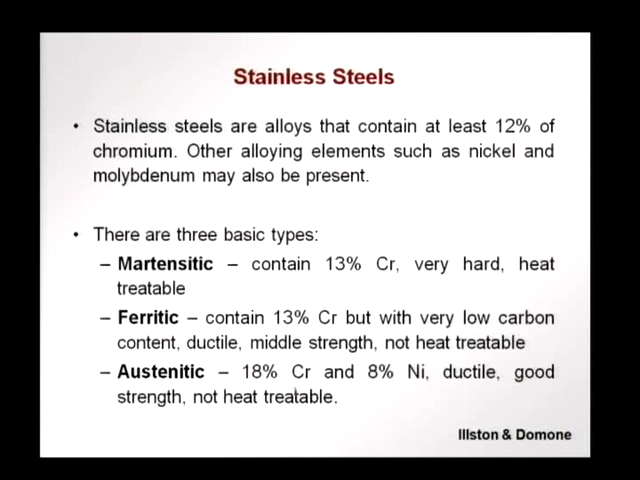 Stainless Steels
• Stainless steels are alloys that contain at least 12% of
chromium. Other alloying elements such as nickel and
molybdenum may also be present.
• There are three basic types:
– Martensitic – contain 13% Cr, very hard, heat
treatable
– Ferritic – contain 13% Cr but with very low carbon
content, ductile, middle strength, not heat treatable
– Austenitic – 18% Cr and 8% Ni, ductile, good
strength, not heat treatable.
Illston & Domone